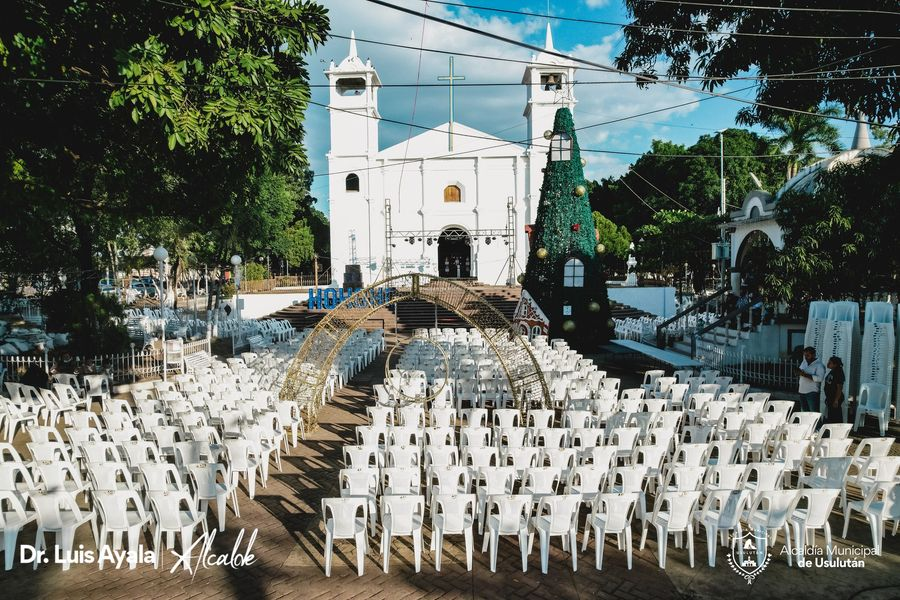 Dr. Luis Ayala Alcalde
Alcaldía Municipal
de Usulután